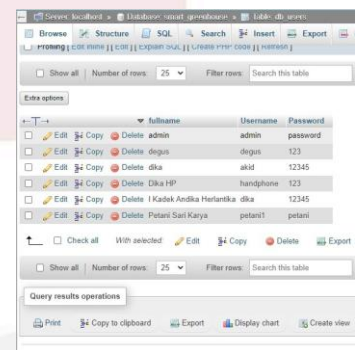 Server: localhost » Database: smart_greenhouse » Table: db_users
Browse Structure SQL Search Insert Export
Profiling [ Edit inline ] [ Edit ] [ Explain SQL ] [ Create PHP code ] [ Refresh ]
Show all Number of rows: 25 Filter rows: Search this table
Extra options
←T→ fullname Username Password
Edit Copy Delete admin admin password
Edit Copy Delete degus degus 123
Edit Copy Delete dika akid 12345
Edit Copy Delete Dika HP handphone 123
Edit Copy Delete I Kadek Andika Herlantika dika 12345
Edit Copy Delete Petani Sari Karya petani1 petani
Check all With selected: Edit Copy Delete Export
Show all Number of rows: 25 Filter rows: Search this table
Query results operations
Print Copy to clipboard Export Display chart Create view